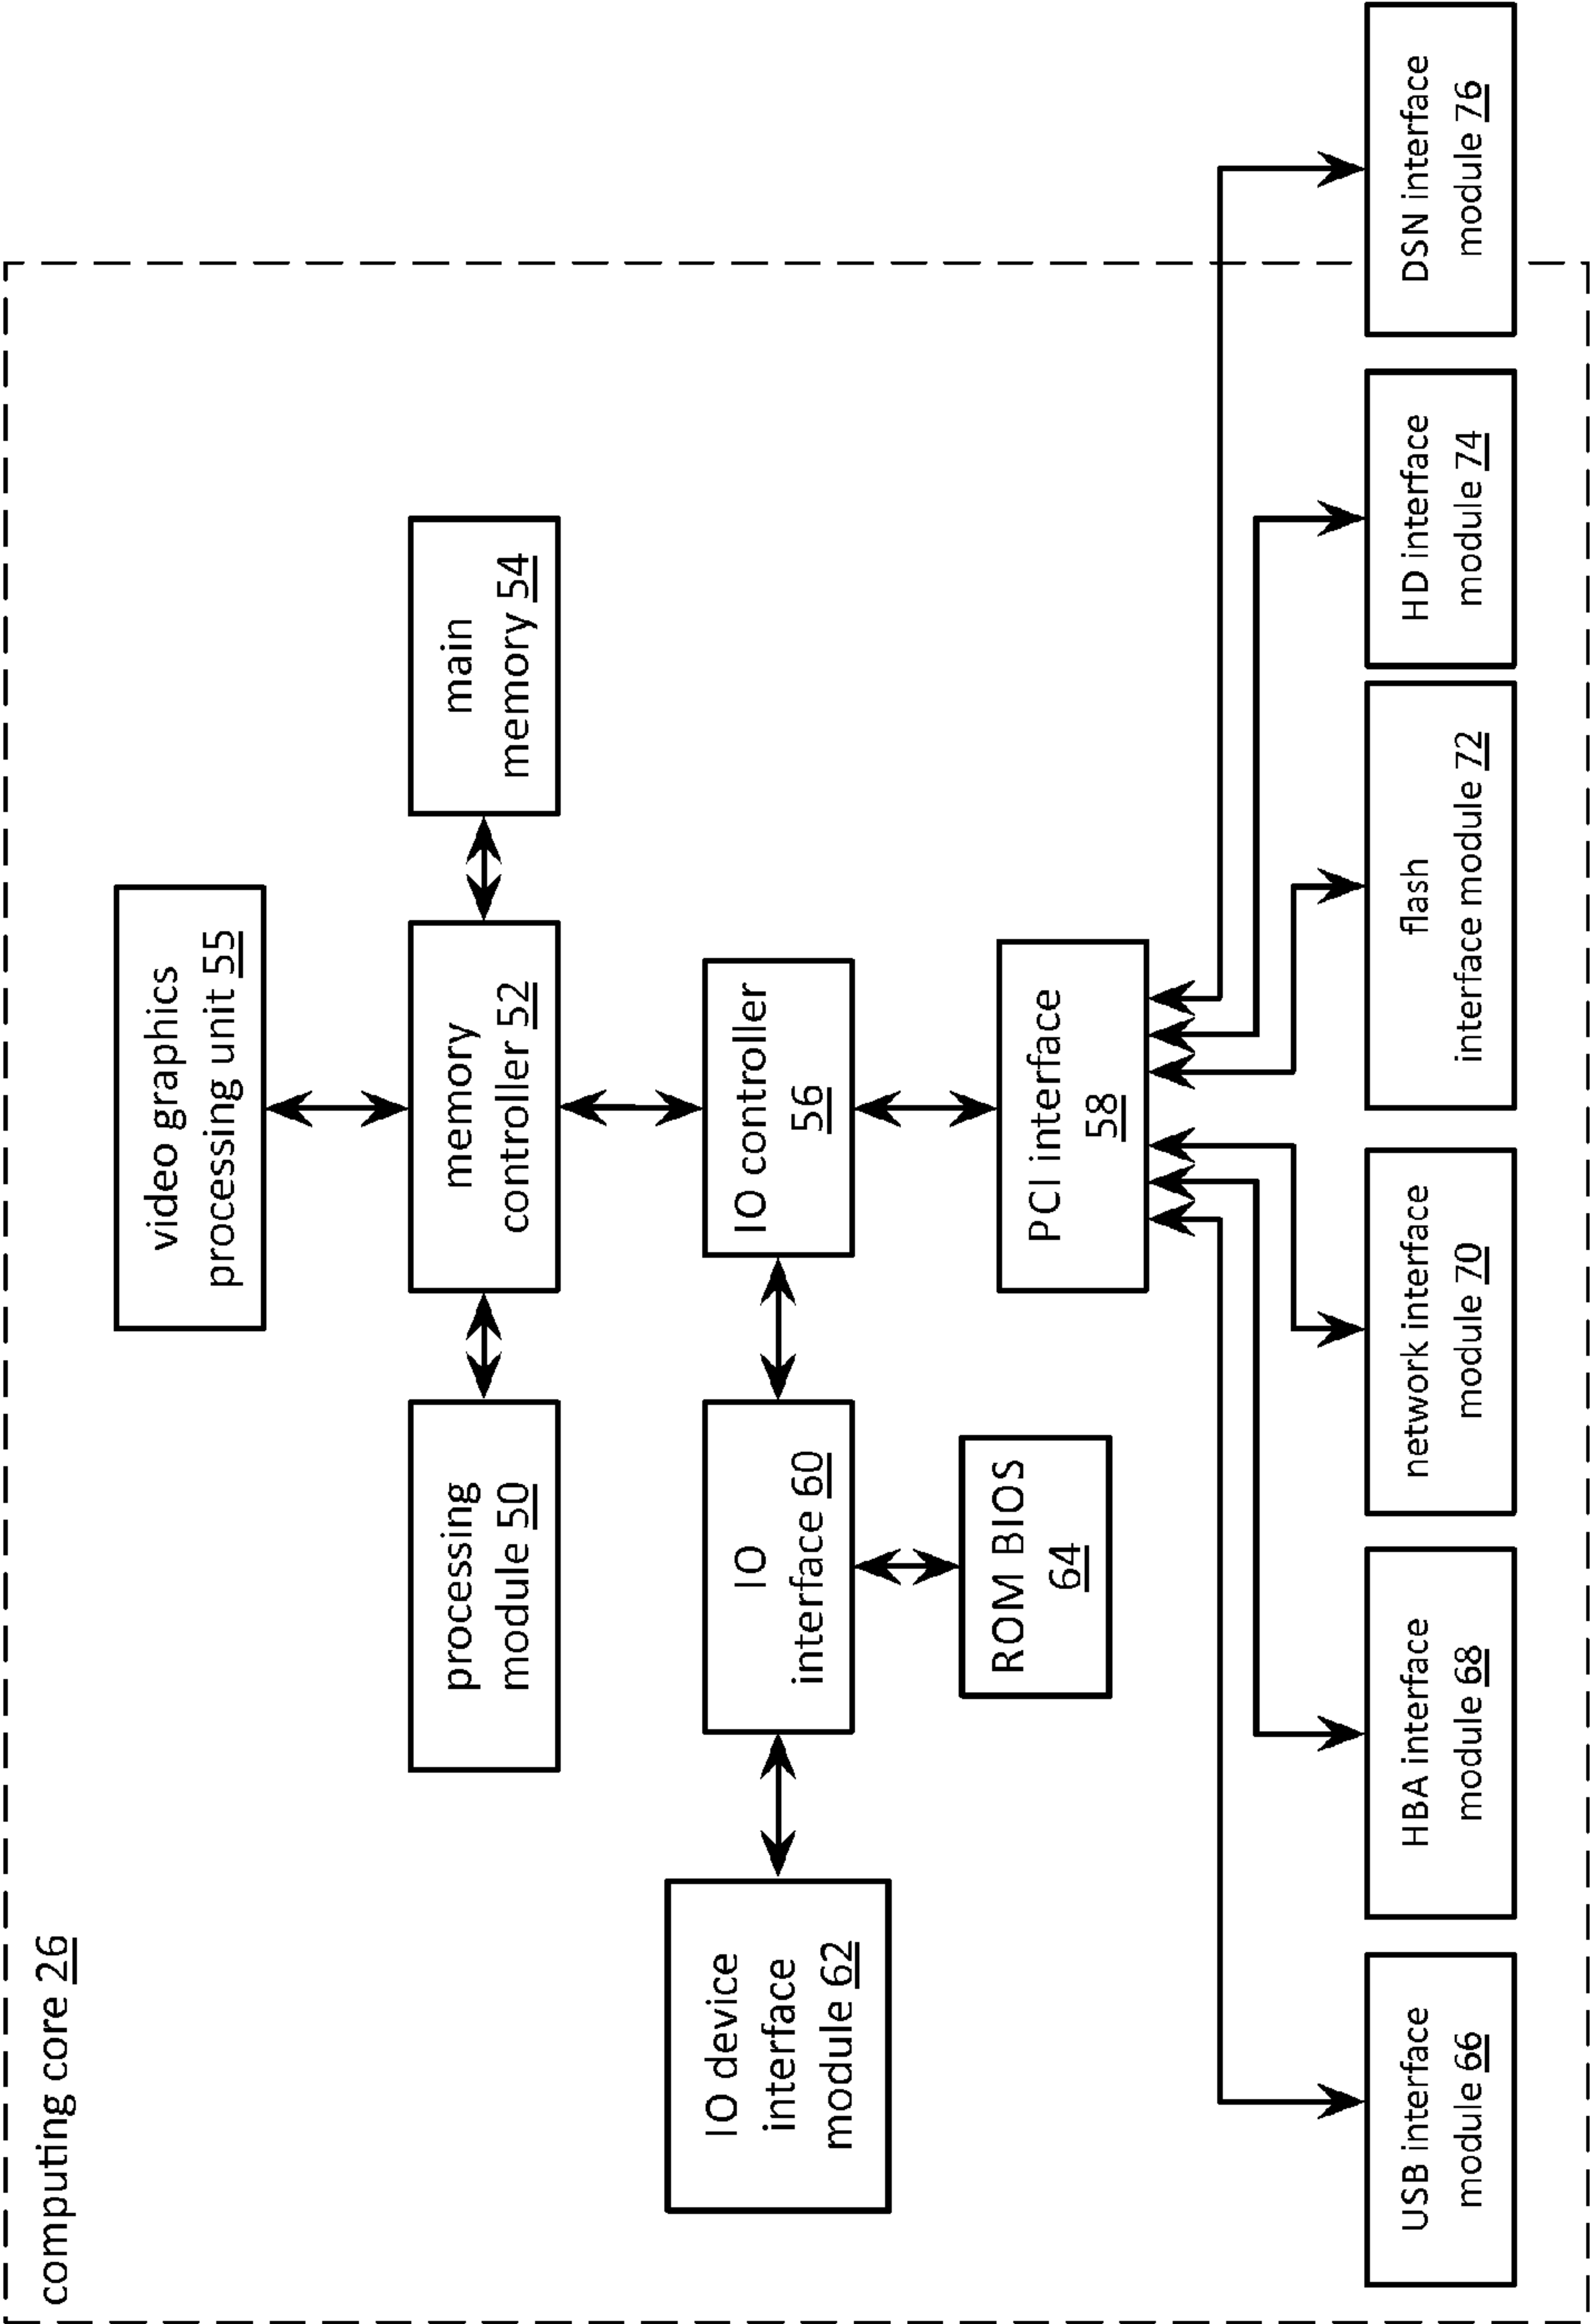 computing core 26
video graphics
processing unit 55
processing
module 50
memory
controller 52
main
memory 54
IO device
interface
module 62
IO
interface 60
IO controller
56
ROM BIOS
64
PCI interface
58
USB interface
module 66
HBA interface
module 68
network interface
module 70
flash
interface module 72
HD interface
module 74
DSN interface
module 76